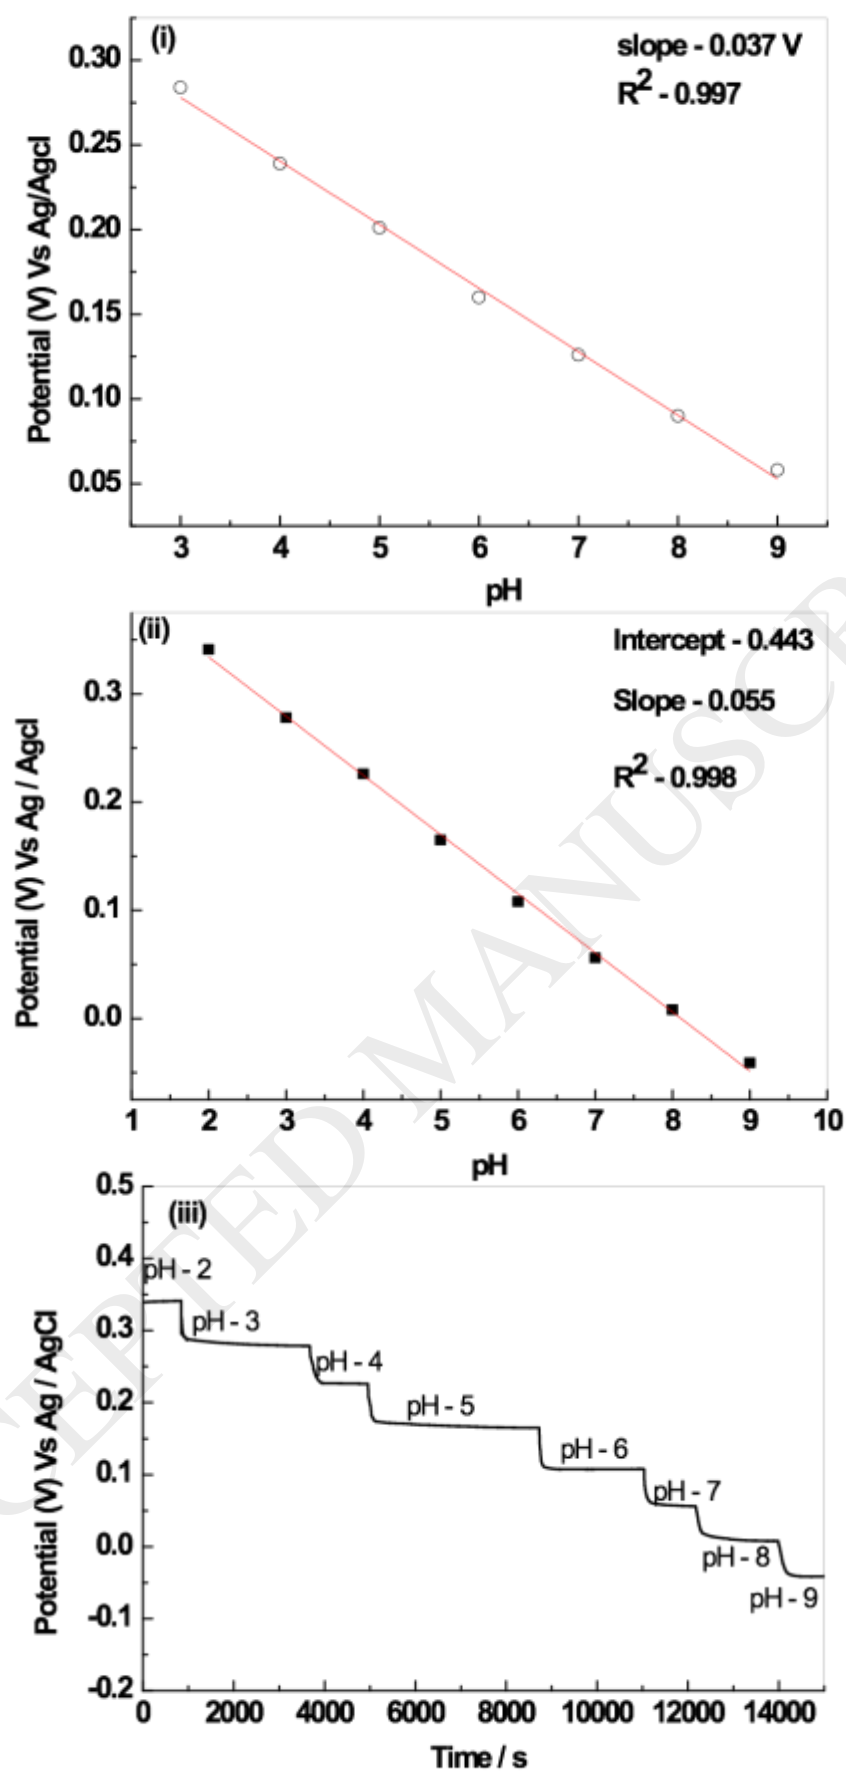 (i)
slope - 0.037 V
R2 - 0.997
0.30
0.25
0.20
0.15
0.10
0.05
Potential (V) Vs Ag/Agcl
3 4 5 6 7 8 9
pH
(ii)
Intercept - 0.443
Slope - 0.055
R2 - 0.998
0.3
0.2
0.1
0.0
Potential (V) Vs Ag / Agcl
1 2 3 4 5 6 7 8 9 10
pH
(iii)
0.5
0.4
0.3
0.2
0.1
0.0
-0.1
-0.2
Potential (V) Vs Ag / AgCl
pH - 2
pH - 3
pH - 4
pH - 5
pH - 6
pH - 7
pH - 8
pH - 9
0 2000 4000 6000 8000 10000 12000 14000
Time / s
CEPTED MANUSCR